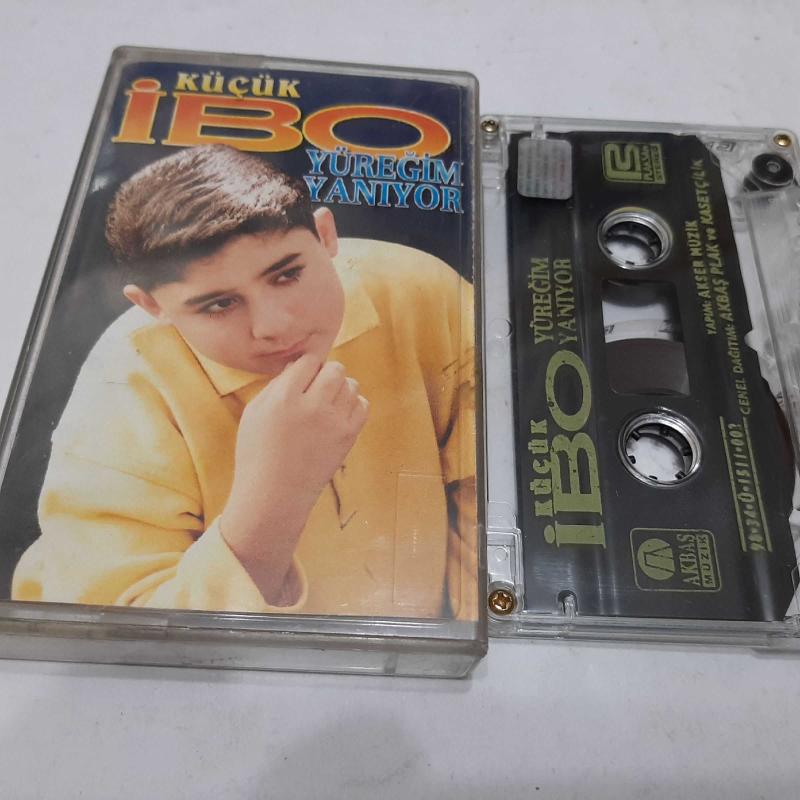 KÜÇÜK
İBO
YÜREĞİM
YANIYOR
KÜÇÜK
İBO
YÜREĞİM
YANIYOR
AKBAŞ
MÜZİK
YAPIM: AKSER MÜZİK
GENEL DAĞITIM: AKBAŞ PLAK ve KASETÇİLİK
STEREO